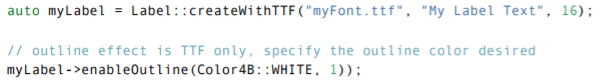 auto myLabel = Label::createWithTTF("myFont.ttf", "My Label Text", 16);
// outline effect is TTF only, specify the outline color desired
myLabel->enableOutline(Color4B::WHITE, 1));